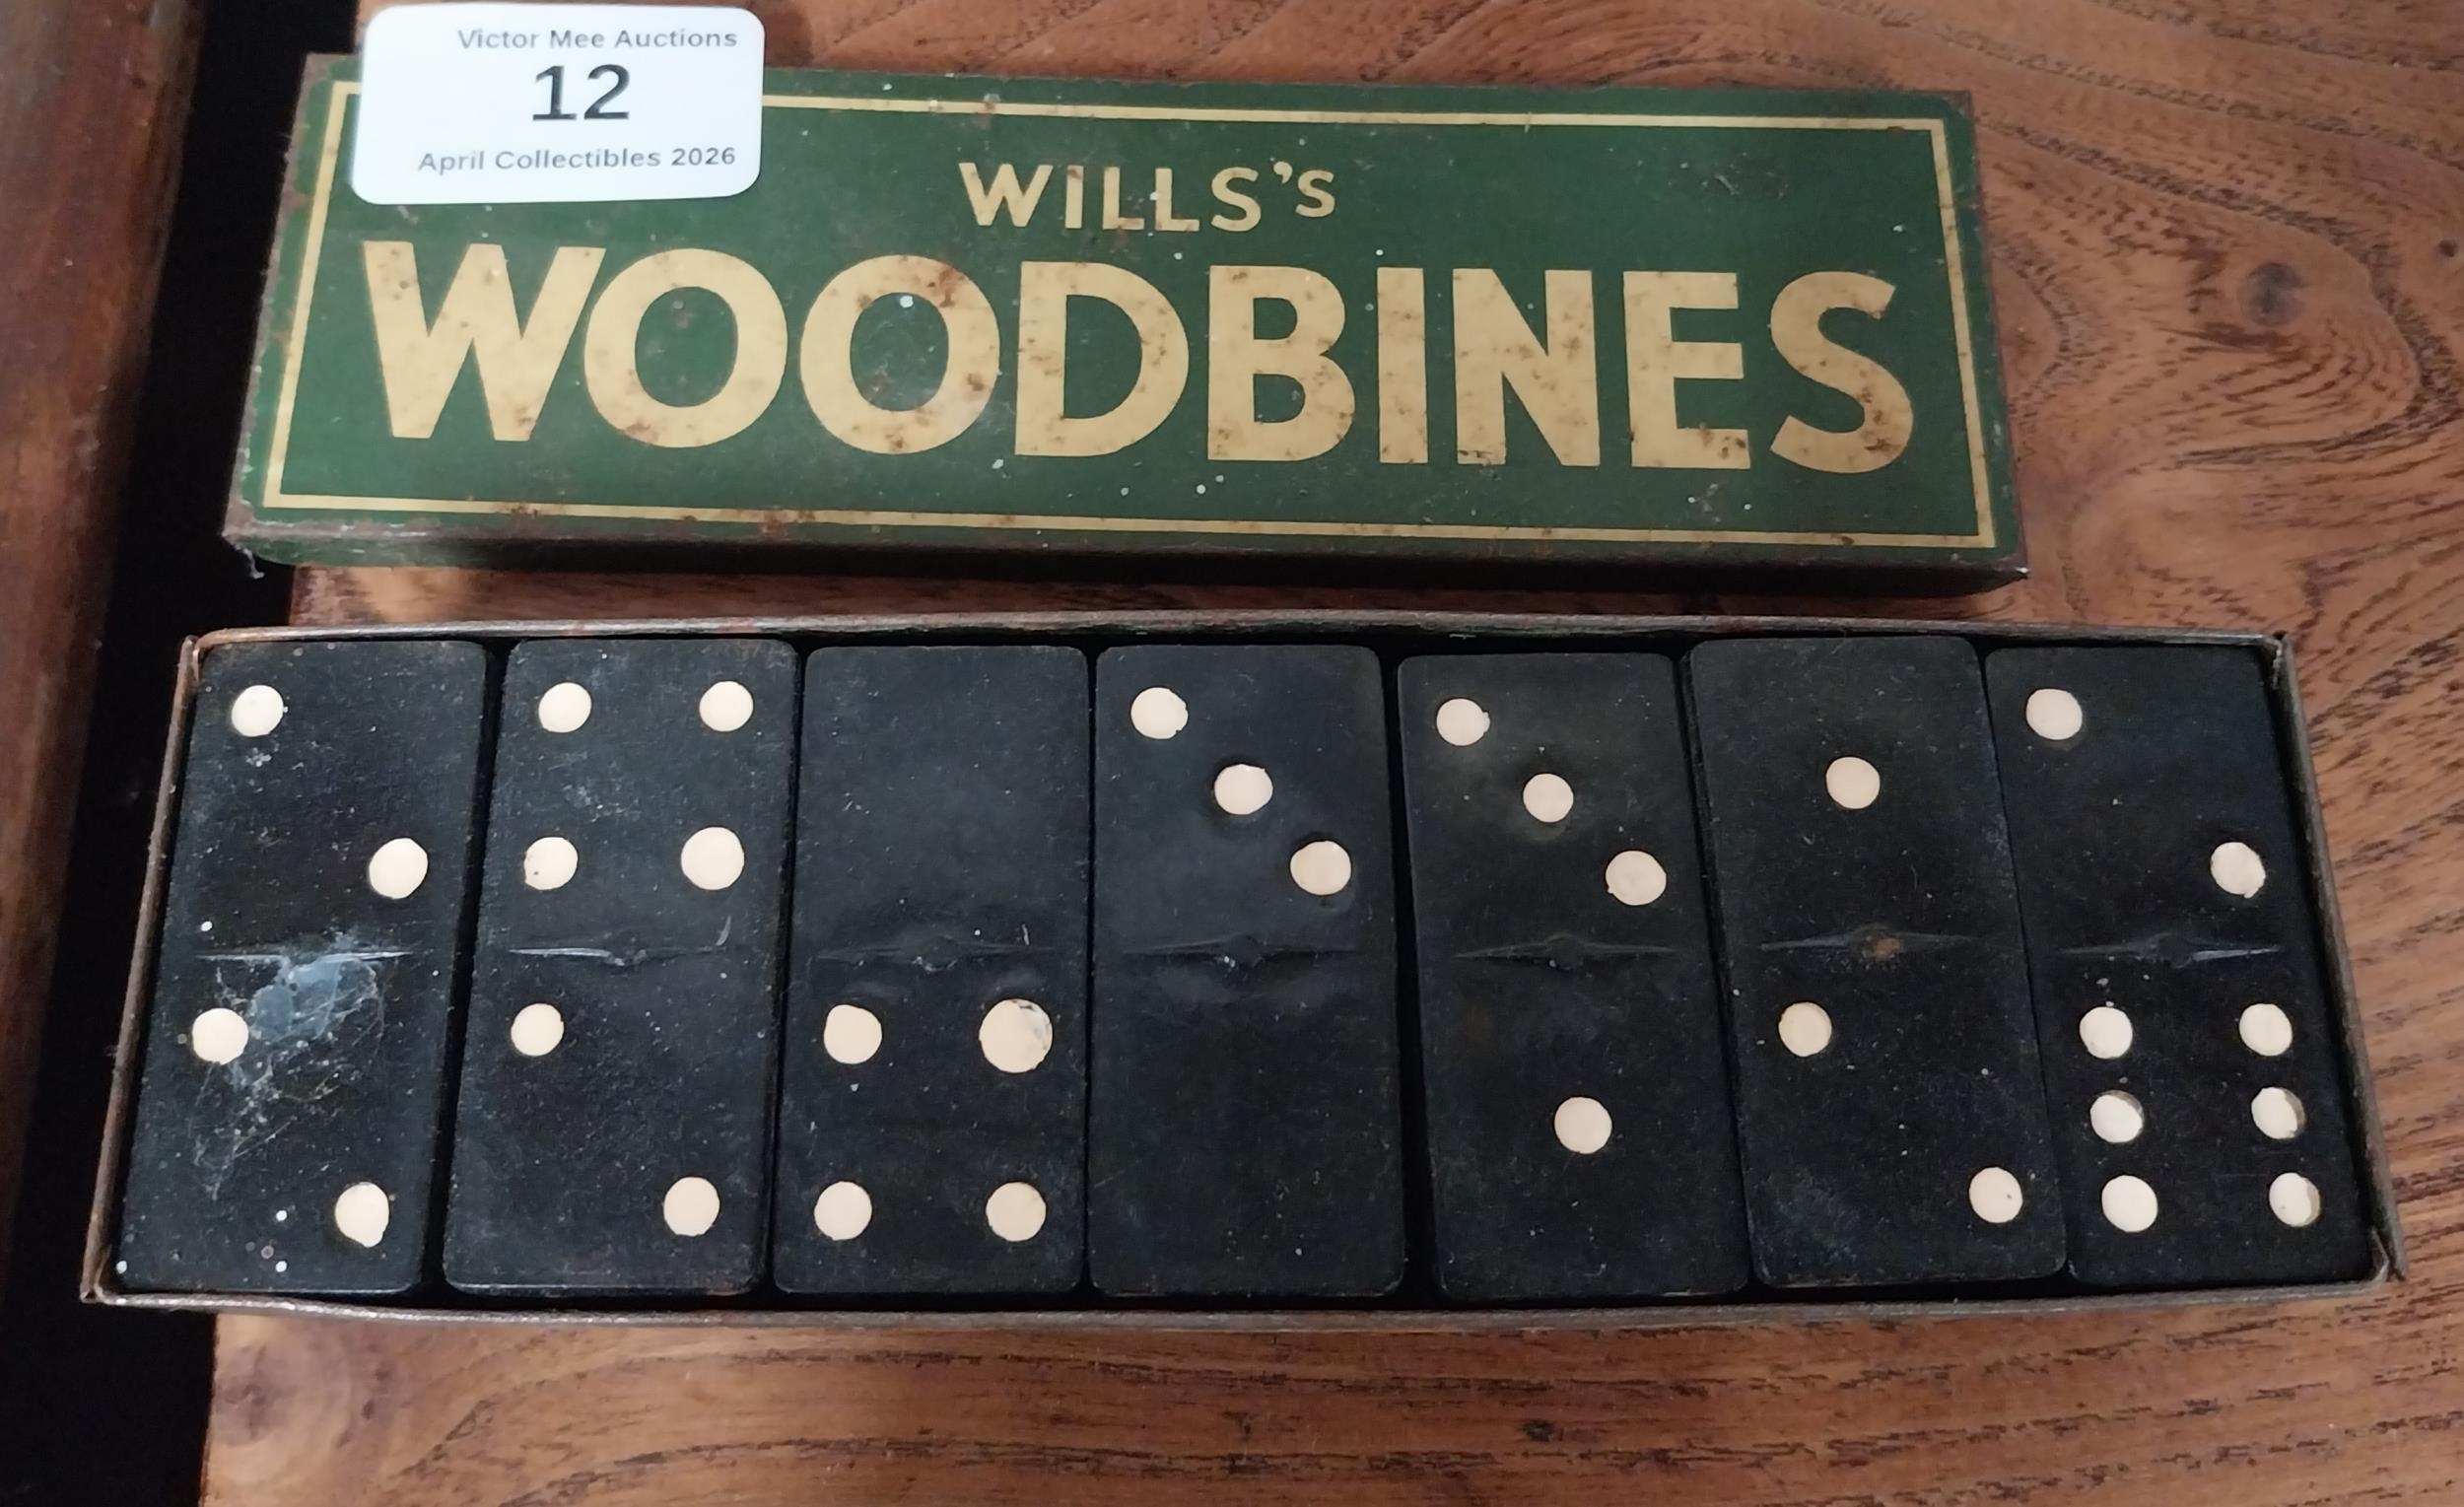 Victor Mee Auctions
12
April Collectibles 2026
WILLS'S
WOODBINES